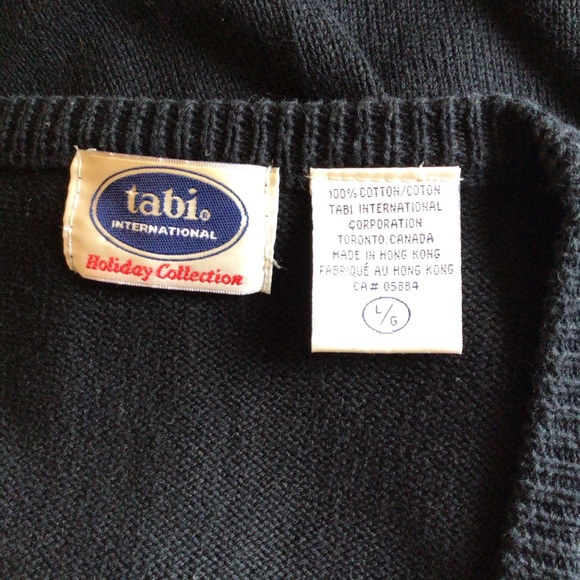 tabi®
INTERNATIONAL
Holiday Collection
100% COTTON/COTON
TABI INTERNATIONAL
CORPORATION
TORONTO, CANADA
MADE IN HONG KONG
FABRIQUÉ AU HONG KONG
CA# 05884
L/G